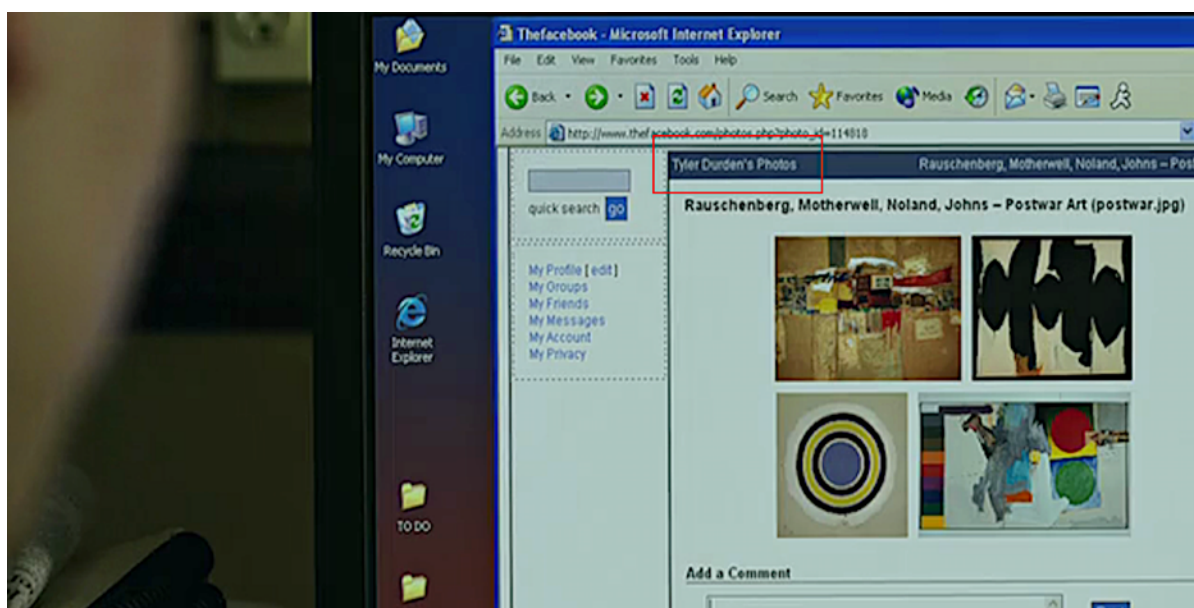 My Documents
My Computer
Recycle Bin
Internet
Explorer
TO DO
Thefacebook - Microsoft Internet Explorer
File Edit View Favorites Tools Help
Back Search Favorites Media
Address http://www.thefacebook.com/photos.php?photo_id=114818
quick search go
My Profile [ edit ]
My Groups
My Friends
My Messages
My Account
My Privacy
Tyler Durden's Photos Rauschenberg, Motherwell, Noland, Johns – Post
Rauschenberg, Motherwell, Noland, Johns – Postwar Art (postwar.jpg)
Add a Comment